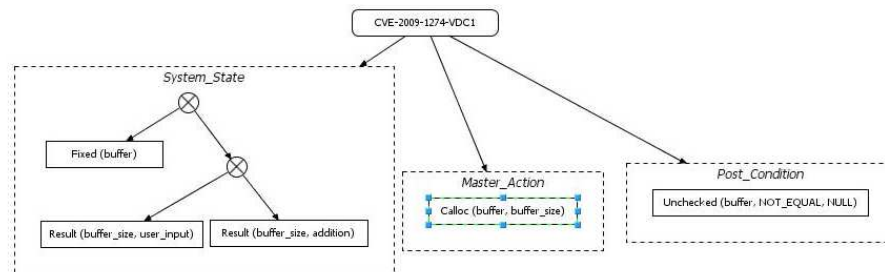 CVE-2009-1274-VDC1
System_State
Fixed (buffer)
Result (buffer_size, user_input)
Result (buffer_size, addition)
Master_Action
Calloc (buffer, buffer_size)
Post_Condition
Unchecked (buffer, NOT_EQUAL, NULL)